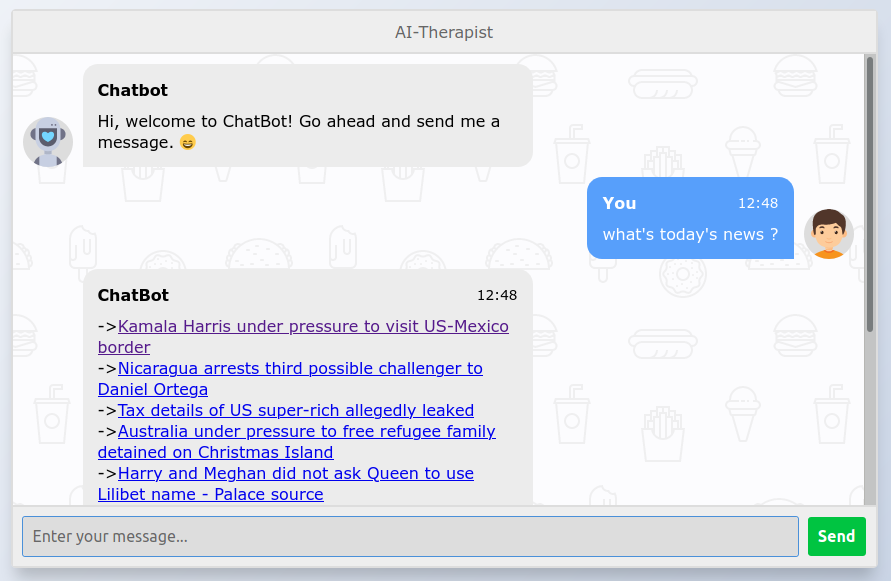 AI-Therapist
Chatbot
Hi, welcome to ChatBot! Go ahead and send me a
message. 😄
You 12:48
what's today's news ?
ChatBot 12:48
->Kamala Harris under pressure to visit US-Mexico
border
->Nicaragua arrests third possible challenger to
Daniel Ortega
->Tax details of US super-rich allegedly leaked
->Australia under pressure to free refugee family
detained on Christmas Island
->Harry and Meghan did not ask Queen to use
Lilibet name - Palace source
Enter your message...
Send